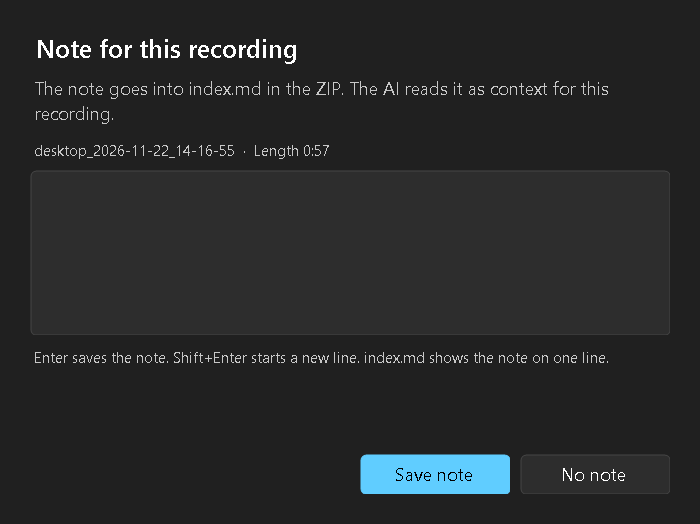 Note for this recording
The note goes into index.md in the ZIP. The AI reads it as context for this
recording.
desktop_2026-11-22_14-16-55 · Length 0:57
Enter saves the note. Shift+Enter starts a new line. index.md shows the note on one line.
Save note
No note